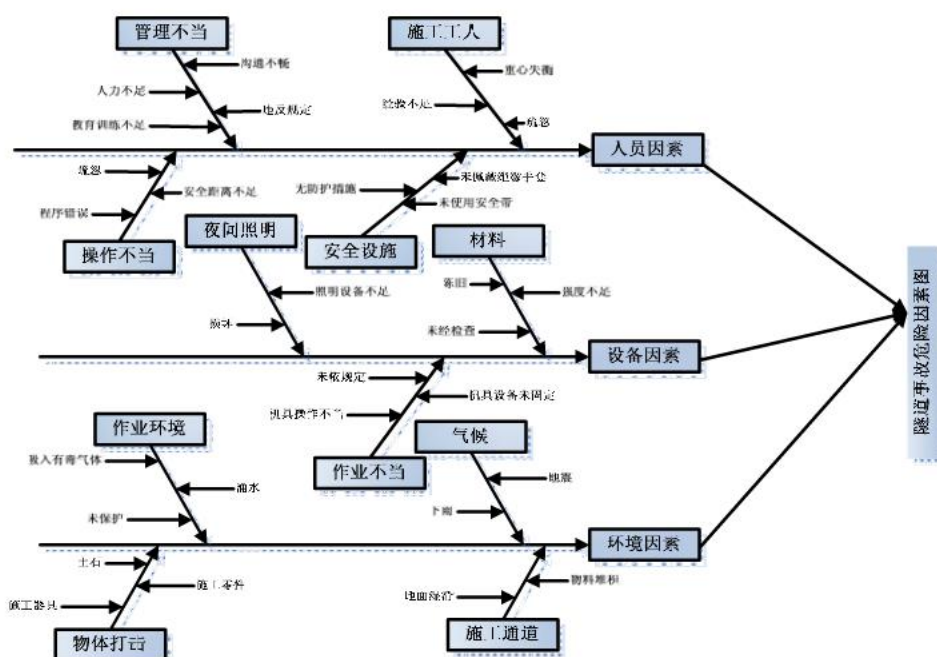 管理不当
施工工人
沟通不畅
重心失衡
人力不足
经验不足
违反规定
教育训练不足
疏忽
人员因素
疏忽
安全距离不足
无防护措施
未佩戴绝缘手套
程序错误
未使用安全带
夜间照明
材料
操作不当
安全设施
照明设备不足
陈旧
强度不足
损坏
未经检查
设备因素
未依规定
机具设备未固定
机具操作不当
作业环境
气候
吸入有毒气体
作业不当
地震
涌水
未保护
下雨
环境因素
土石
施工零件
物料堆积
施工器具
地面湿滑
物体打击
施工通道
隧道事故危险因素图